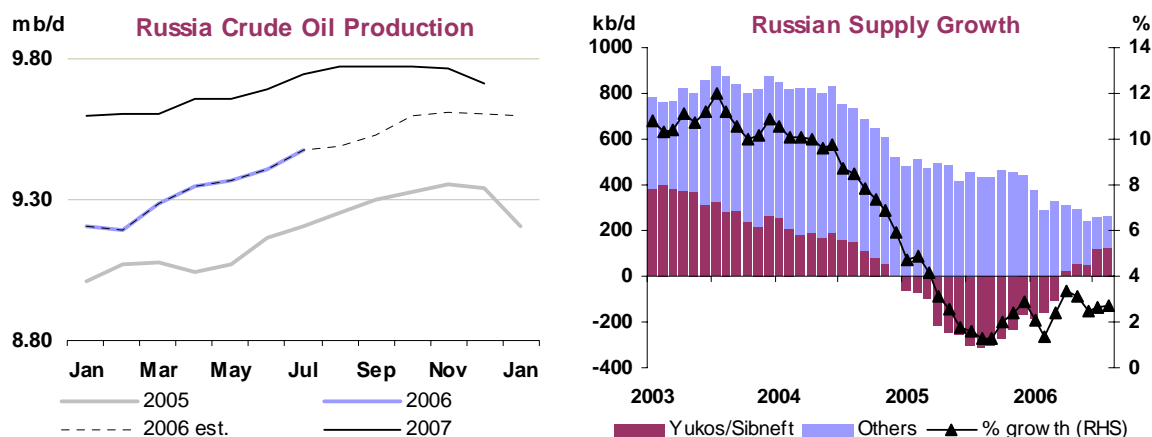 mb/d Russia Crude Oil Production
9.80
9.30
8.80
Jan Mar May Jul Sep Nov Jan
2005 2006
2006 est. 2007
kb/d Russian Supply Growth %
1000 14
800 12
600 10
400 8
200 6
0 4
-200 2
-400 0
2003 2004 2005 2006
Yukos/Sibneft Others % growth (RHS)